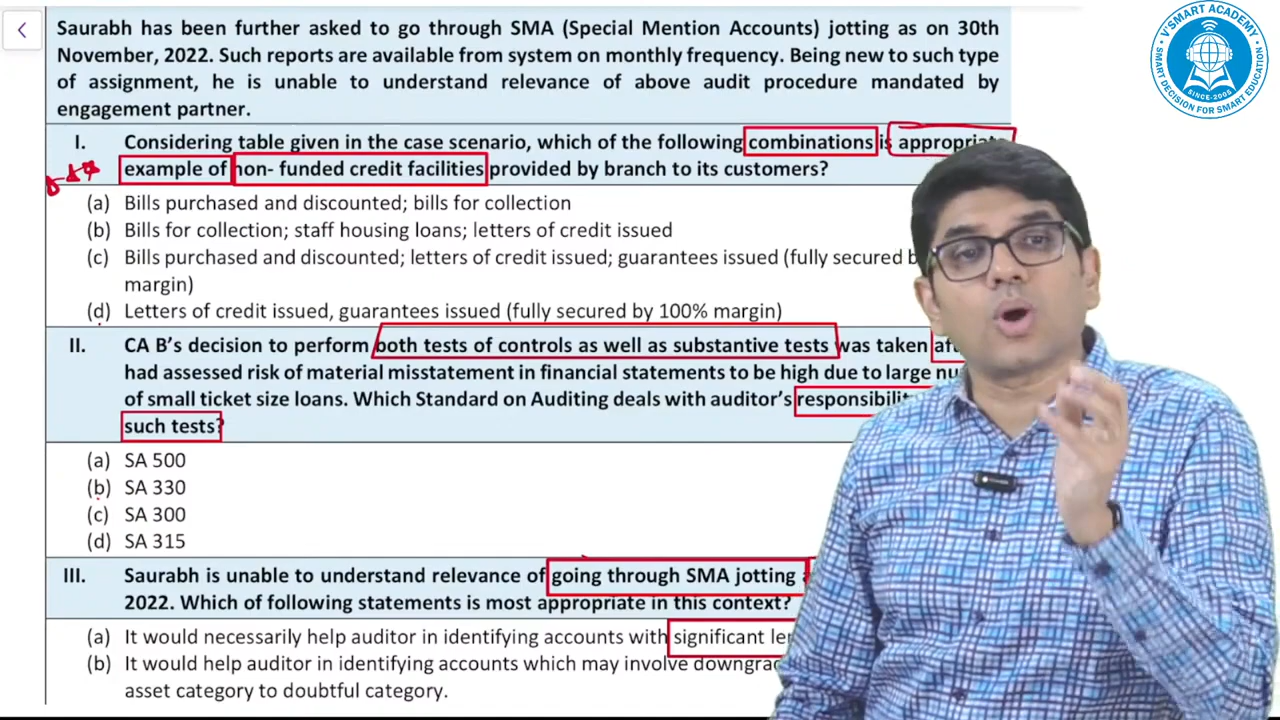 Saurabh has been further asked to go through SMA (Special Mention Accounts) jotting as on 30th
November, 2022. Such reports are available from system on monthly frequency. Being new to such type
of assignment, he is unable to understand relevance of above audit procedure mandated by
engagement partner.
I. Considering table given in the case scenario, which of the following combinations is appropriate
example of non- funded credit facilities provided by branch to its customers?
(a) Bills purchased and discounted; bills for collection
(b) Bills for collection; staff housing loans; letters of credit issued
(c) Bills purchased and discounted; letters of credit issued; guarantees issued (fully secured
margin)
(d) Letters of credit issued, guarantees issued (fully secured by 100% margin)
II. CA B's decision to perform both tests of controls as well as substantive tests was taken
had assessed risk of material misstatement in financial statements to be high due to large
of small ticket size loans. Which Standard on Auditing deals with auditor's
such tests?
(a) SA 500
(b) SA 330
(c) SA 300
(d) SA 315
III. Saurabh is unable to understand relevance of going through SMA jotting
2022. Which of following statements is most appropriate in this context?
(a) It would necessarily help auditor in identifying accounts with significant
(b) It would help auditor in identifying accounts which may involve
asset category to doubtful category.
V'SMART ACADEMY
SMART DECISION FOR SMART EDUCATION
SINCE-2005